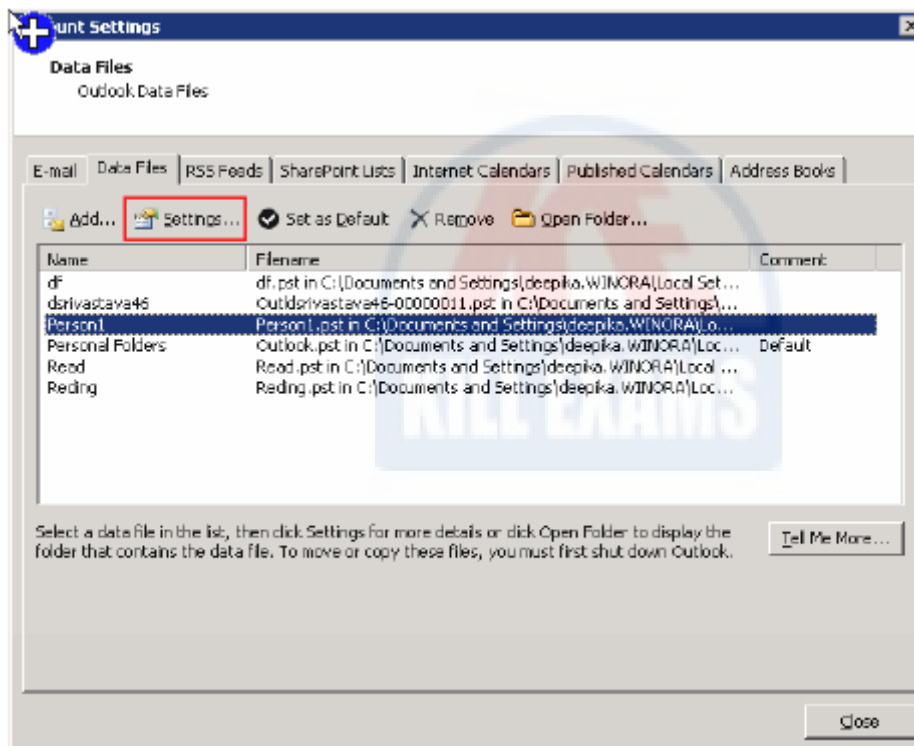 unt Settings
Data Files
Outlook Data Files
E-mail Data Files RSS Feeds SharePoint Lists Internet Calendars Published Calendars Address Books
Add... Settings... Set as Default Remove Open Folder...
Name Filename Comment
df df.pst in C:\Documents and Settings\deepika.WINORA\Local Set...
dsrivastava46 Outldsrivastava46-00000011.pst in C:\Documents and Settings\...
Person1 Person1.pst in C:\Documents and Settings\deepika.WINORA\Lo...
Personal Folders Outlook.pst in C:\Documents and Settings\deepika.WINORA\Loc... Default
Read Read.pst in C:\Documents and Settings\deepika.WINORA\Local ...
Reding Reding.pst in C:\Documents and Settings\deepika.WINORA\Loc...
KILL EXAMS
Select a data file in the list, then click Settings for more details or click Open Folder to display the
folder that contains the data file. To move or copy these files, you must first shut down Outlook.
Tell Me More...
Close